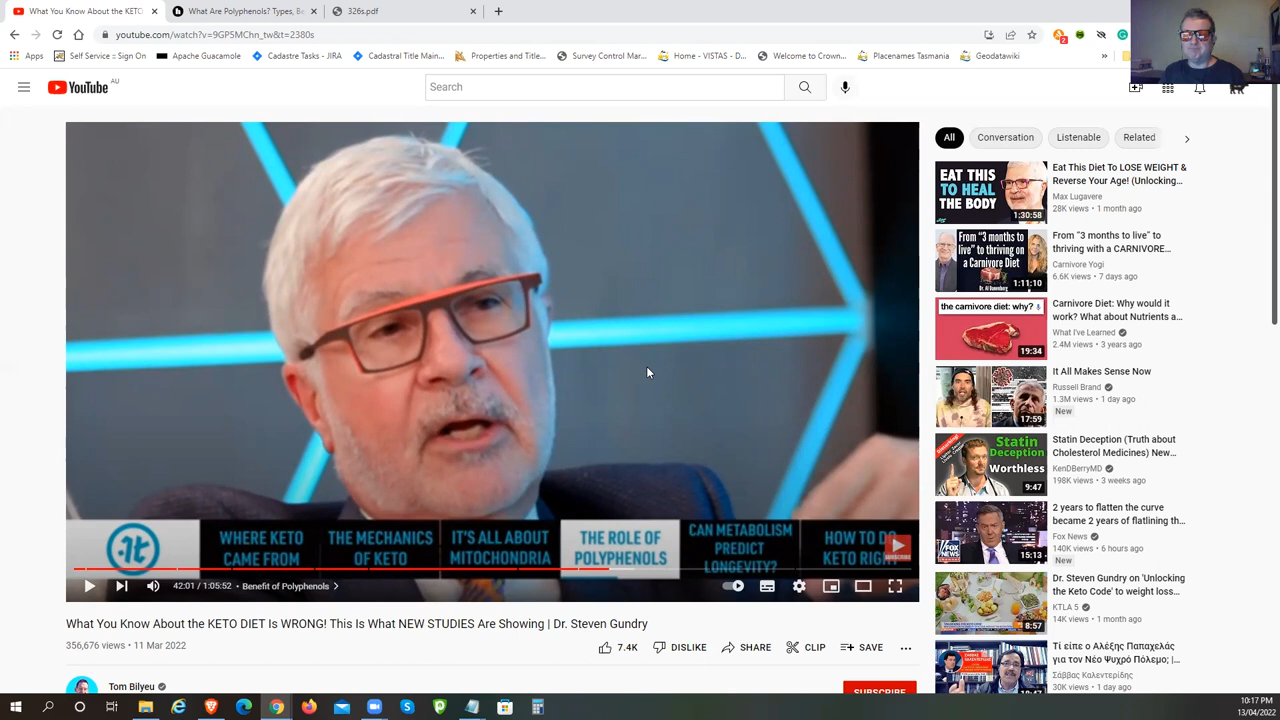 What You Know About the KETO
What Are Polyphenols? Types, Be
326s.pdf
youtube.com/watch?v=9GP5MChn_tw&t=2380s
2
Apps
Self Service :: Sign On
Apache Guacamole
Cadastre Tasks - JIRA
Cadastral Title Main...
Properties and Title...
Survey Control Mar...
Home - VISTAS - D...
Welcome to Crown...
Placenames Tasmania
Geodatawiki
YouTube AU
Search
All
Conversation
Listenable
Related
EAT THIS
TO HEAL
THE BODY
1:30:58
Eat This Diet To LOSE WEIGHT &
Reverse Your Age! (Unlocking...
Max Lugavere
28K views • 1 month ago
From "3 months
to live" to
thriving on
a Carnivore
Diet
Dr. Al Danenberg
1:11:10
From "3 months to live" to
thriving with a CARNIVORE...
Carnivore Yogi
6.6K views • 7 days ago
the carnivore diet: why?
19:34
Carnivore Diet: Why would it
work? What about Nutrients a...
What I've Learned
2.4M views • 3 years ago
17:59
It All Makes Sense Now
Russell Brand
1.3M views • 1 day ago
New
Statin
Deception
Worthless
9:47
Statin Deception (Truth about
Cholesterol Medicines) New...
KenDBerryMD
198K views • 3 weeks ago
FOX
NEWS
15:13
2 years to flatten the curve
became 2 years of flatlining th...
Fox News
140K views • 6 hours ago
New
8:57
Dr. Steven Gundry on 'Unlocking
the Keto Code' to weight loss...
KTLA 5
14K views • 1 month ago
Τί είπε ο Αλέξης Παπαχελάς
για τον Νέο Ψυχρό Πόλεμο; |...
Σάββας Καλεντερίδης
30K views • 1 day ago
WHERE KETO
CAME FROM
THE MECHANICS
OF KETO
IT'S ALL ABOUT
MITOCHONDRIA
THE ROLE OF
POLYPHENOLS
CAN METABOLISM
PREDICT
LONGEVITY?
HOW TO DO
KETO RIGHT
SUBSCRIBE
42:01 / 1:05:52 • Benefit of Polyphenols
What You Know About the KETO DIET Is WRONG! This Is What NEW STUDIES Are Showing | Dr. Steven Gundry
356,676 views • 11 Mar 2022
7.4K
DISLIKE
SHARE
CLIP
SAVE
Tom Bilyeu
SUBSCRIBE
10:17 PM
13/04/2022